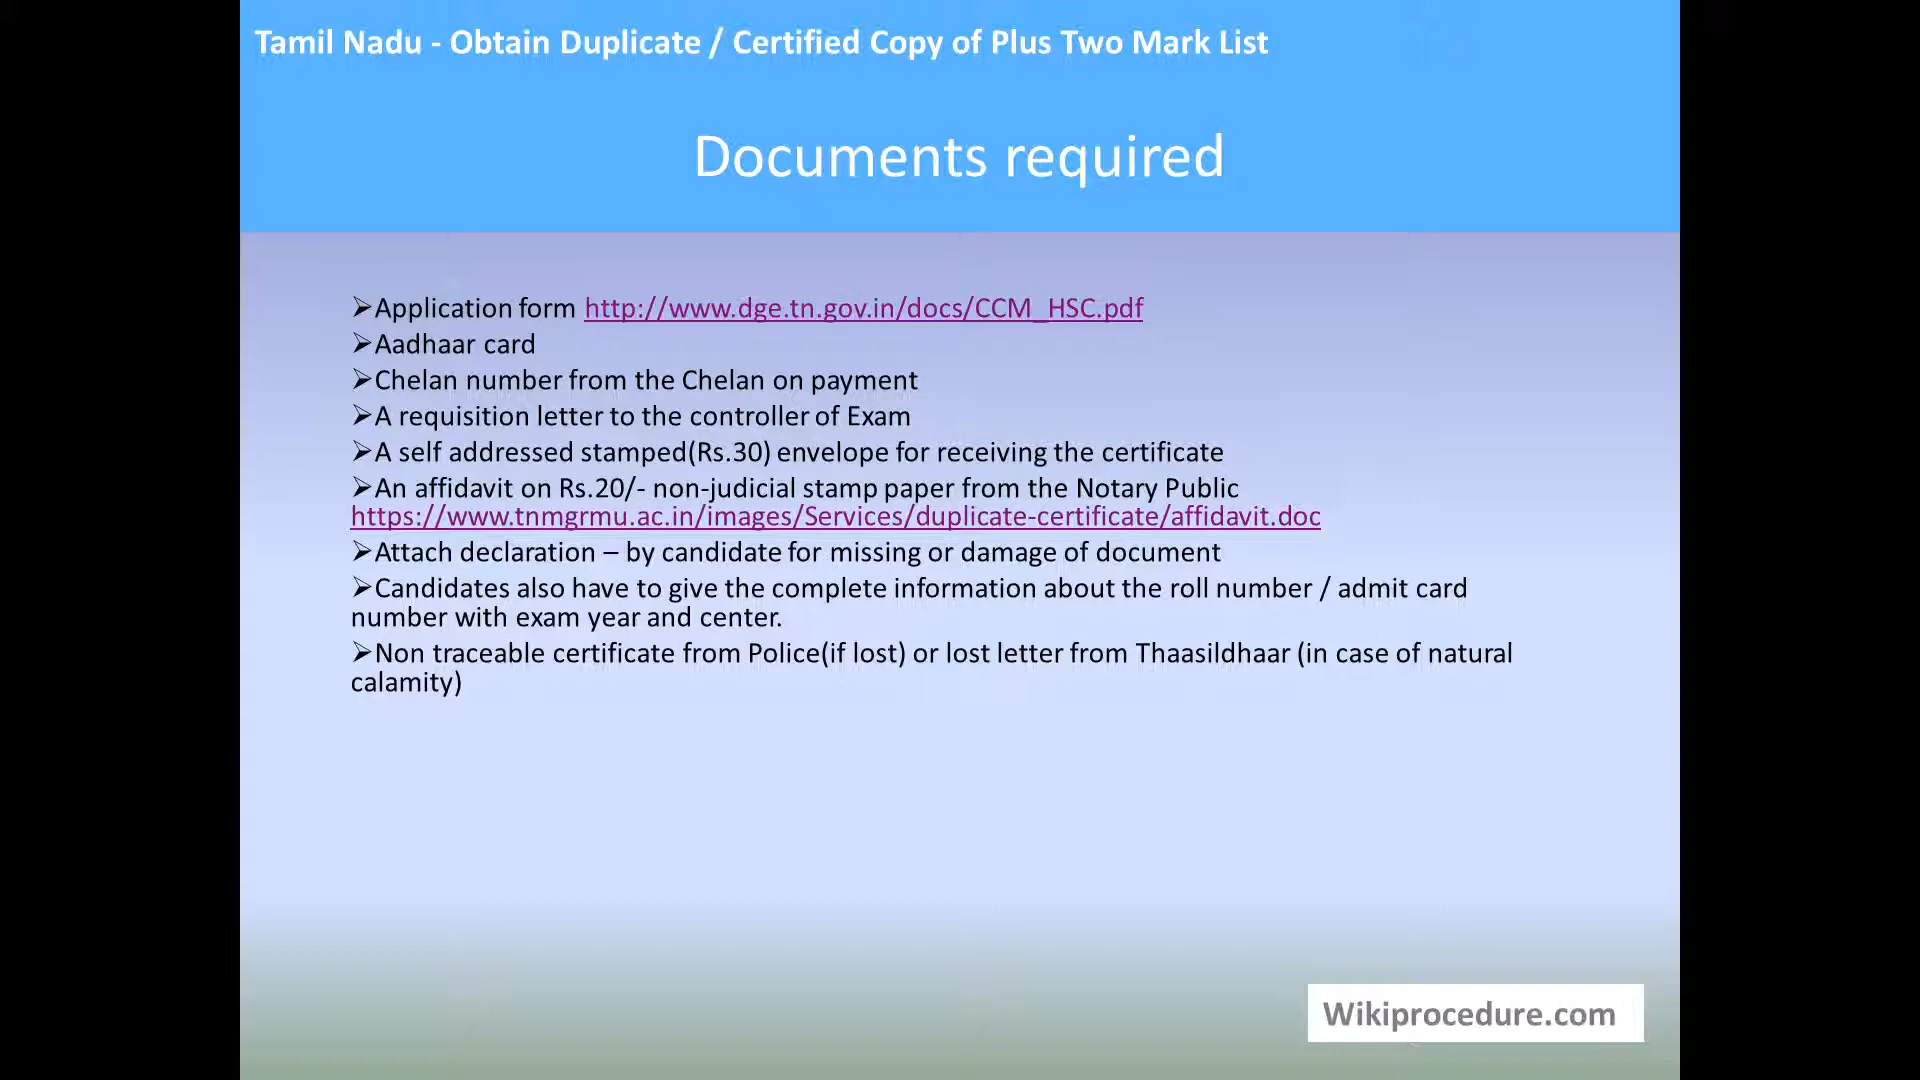 Tamil Nadu - Obtain Duplicate / Certified Copy of Plus Two Mark List
Documents required
➢Application form http://www.dge.tn.gov.in/docs/CCM_HSC.pdf
➢Aadhaar card
➢Chelan number from the Chelan on payment
➢A requisition letter to the controller of Exam
➢A self addressed stamped(Rs.30) envelope for receiving the certificate
➢An affidavit on Rs.20/- non-judicial stamp paper from the Notary Public
https://www.tnmgrmu.ac.in/images/Services/duplicate-certificate/affidavit.doc
➢Attach declaration – by candidate for missing or damage of document
➢Candidates also have to give the complete information about the roll number / admit card
number with exam year and center.
➢Non traceable certificate from Police(if lost) or lost letter from Thaasildhaar (in case of natural
calamity)
Wikiprocedure.com